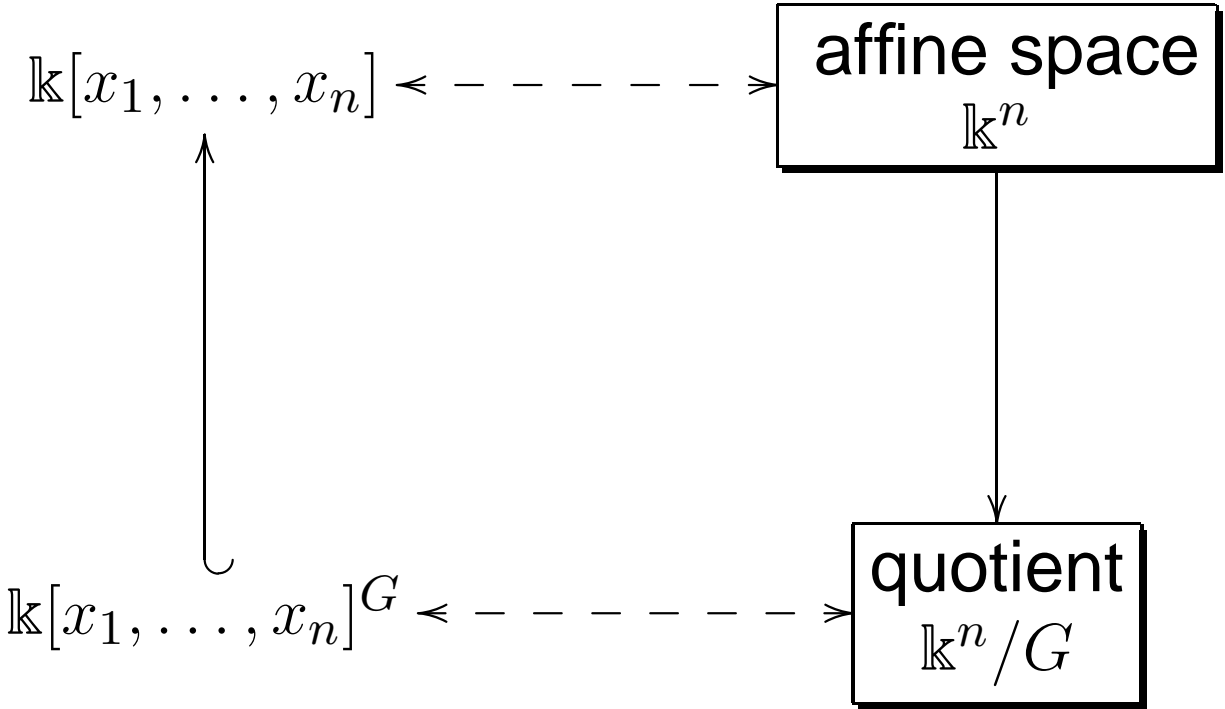 𝕜[x₁, . . . , xₙ]
affine space
𝕜ⁿ
𝕜[x₁, . . . , xₙ]ᴳ
quotient
𝕜ⁿ/G